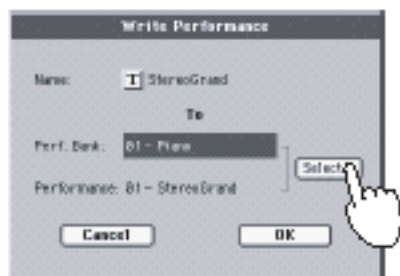 Write Performance
Name: T StereoGrand
To
Perf. Bank: 01 - Piano
Select
Performance: 01 - StereoGrand
Cancel OK